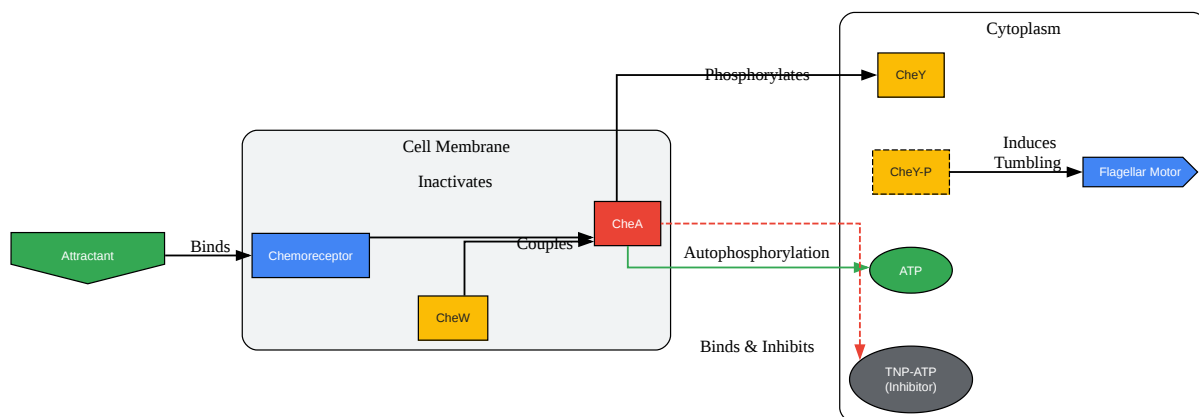 Cytoplasm
CheY
Phosphorylates
Cell Membrane
Inactivates
Induces
Tumbling
CheY-P
Flagellar Motor
CheA
Attractant
Binds
Chemoreceptor
Couples
Autophosphorylation
ATP
CheW
Binds & Inhibits
TNP-ATP
(Inhibitor)